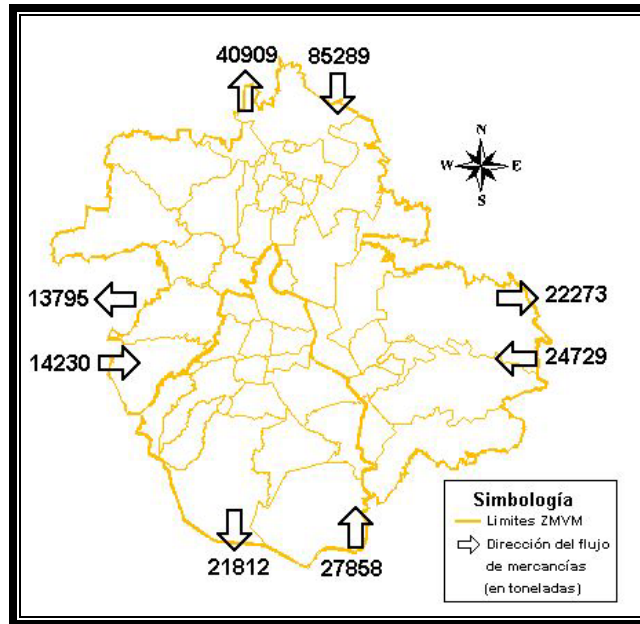 40909
85289
N
W
E
S
13795
22273
14230
24729
21812
27858
Simbología
Limites ZMVM
Dirección del flujo
de mercancías
(en toneladas)